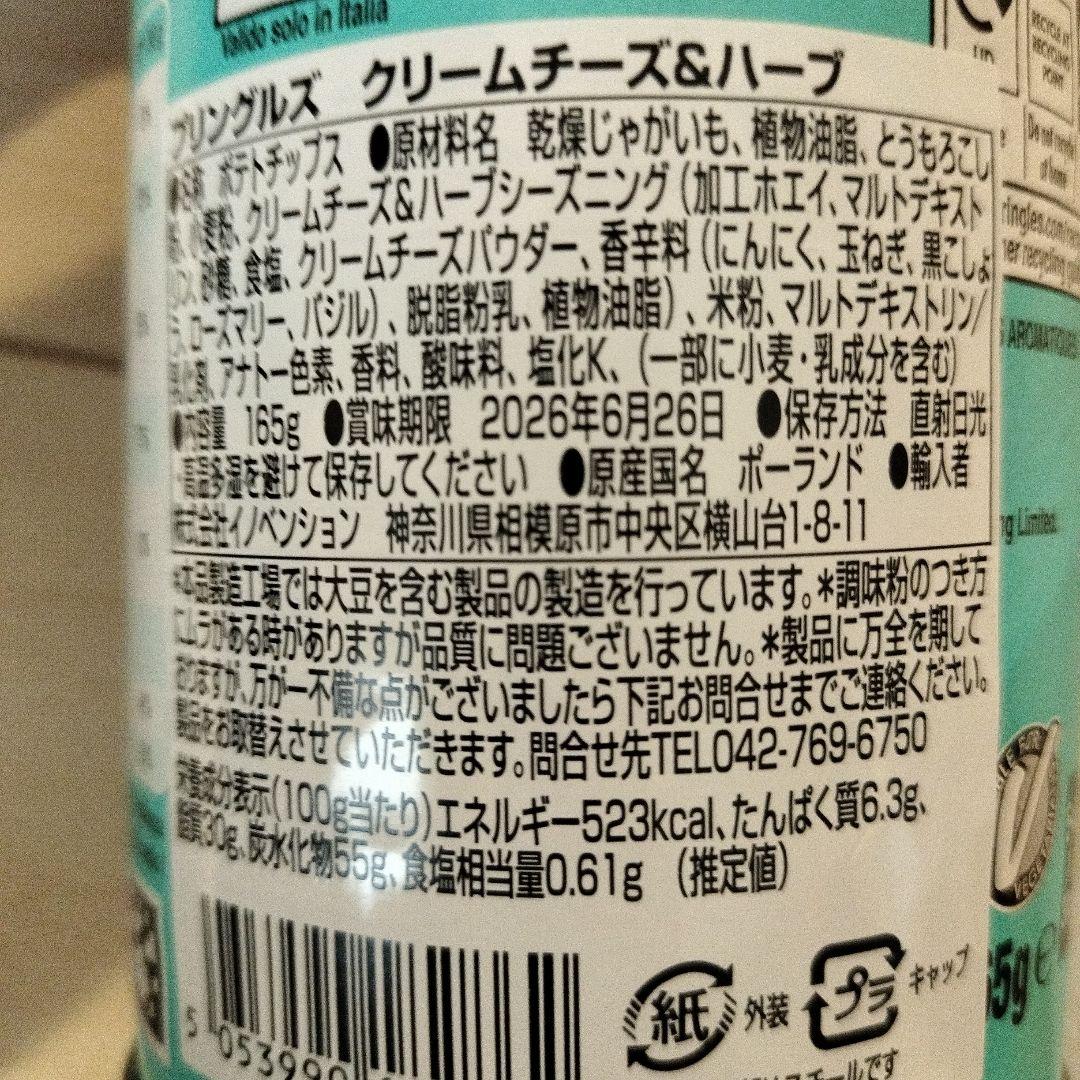 Valido solo in Italia
RECYCLE AT
RECYCLING
POINT
プリングルズ クリームチーズ&ハーブ
ポテトチップス ●原材料名 乾燥じゃがいも、植物油脂、とうもろこし
クリームチーズ&ハーブシーズニング(加工ホエイ、マルトデキスト
食塩、クリームチーズパウダー、香辛料(にんにく、玉ねぎ、黒こしょ
ローズマリー、バジル)、脱脂粉乳、植物油脂)、米粉、マルトデキストリン/
アナトー色素、香料、酸味料、塩化K、(一部に小麦・乳成分を含む)
165g ●賞味期限 2026年6月26日 ●保存方法 直射日光
高温多湿を避けて保存してください ●原産国名 ポーランド ●輸入者
株式会社イノベンション 神奈川県相模原市中央区横山台1-8-11
*本品製造工場では大豆を含む製品の製造を行っています。*調味粉のつき方
にムラがある時がありますが品質に問題ございません。*製品に万全を期して
おりますが、万が一不備な点がございましたら下記お問合せまでご連絡ください。
製品をお取替えさせていただきます。問合せ先TEL042-769-6750
栄養成分表示(100g当たり)エネルギー523kcal、たんぱく質6.3g、
脂質30g、炭水化物55g、食塩相当量0.61g (推定値)
紙 外装 プラ キャップ
5 053990
AROMATIQUES
Limited.